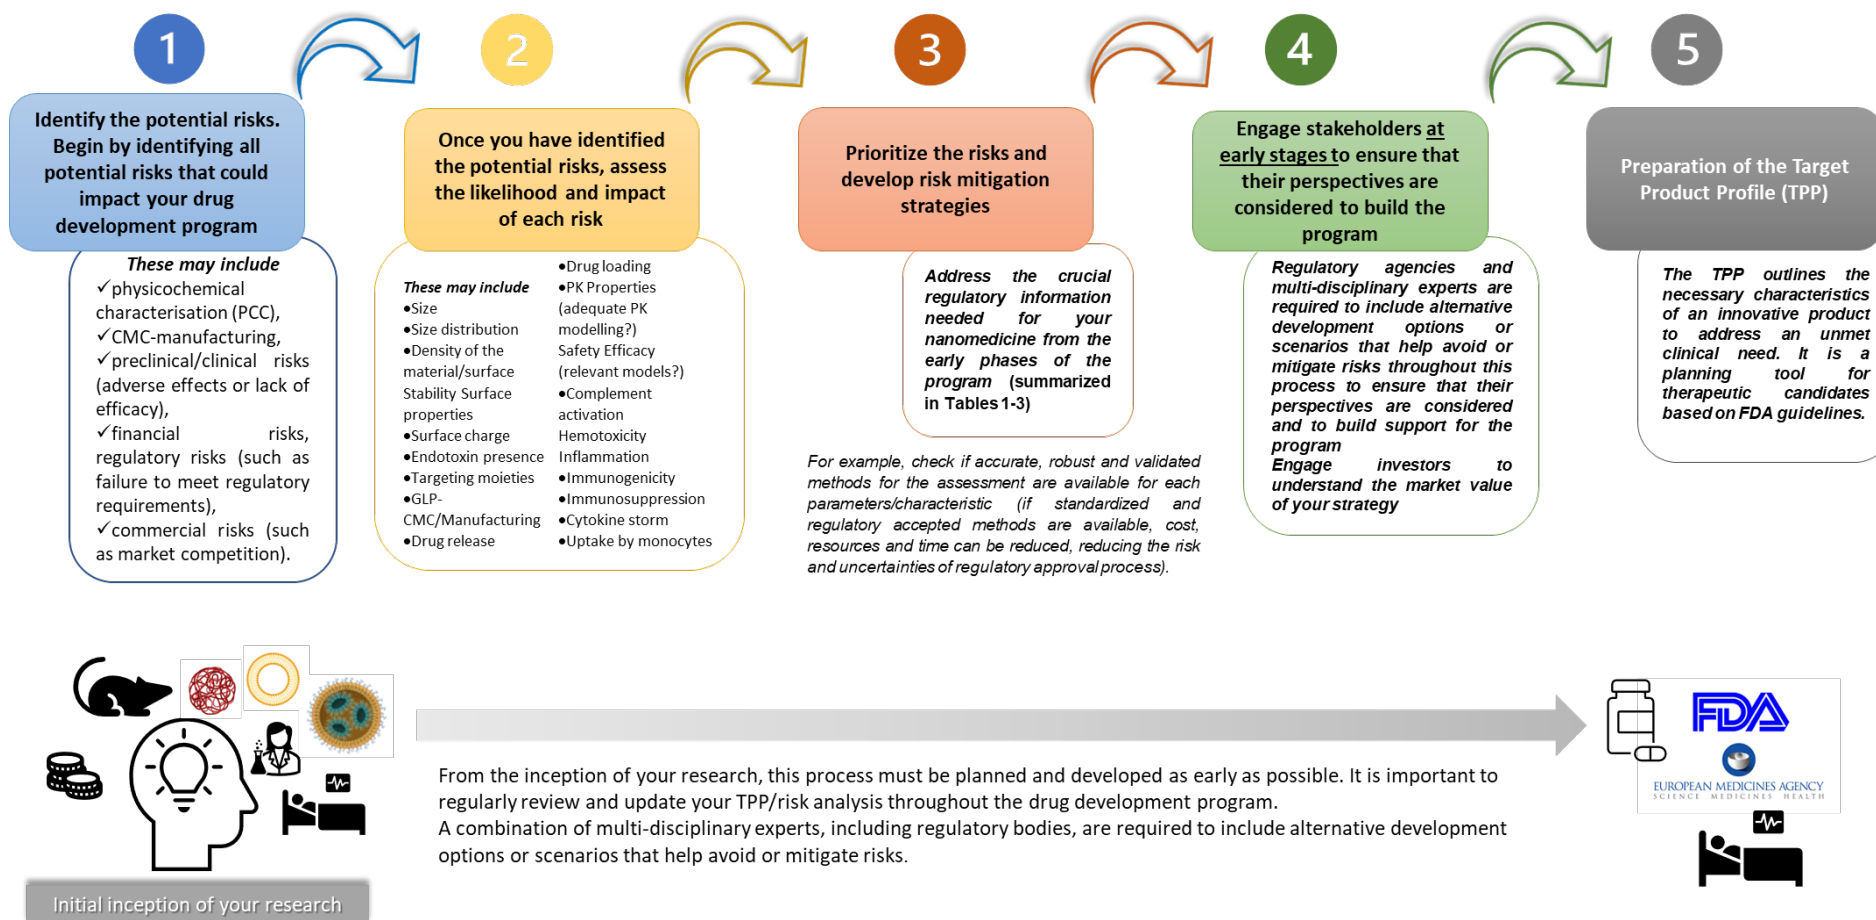 1
Identify the potential risks.
Begin by identifying all
potential risks that could
impact your drug
development program
These may include
✓physicochemical
characterisation (PCC),
✓CMC-manufacturing,
✓preclinical/clinical risks
(adverse effects or lack of
efficacy),
✓financial risks,
regulatory risks (such as
failure to meet regulatory
requirements),
✓commercial risks (such
as market competition).
2
Once you have identified
the potential risks, assess
the likelihood and impact
of each risk
These may include
•Size
•Size distribution
•Density of the
material/surface
Stability Surface
properties
•Surface charge
•Endotoxin presence
•Targeting moieties
•GLP-
CMC/Manufacturing
•Drug release
•Drug loading
•PK Properties
(adequate PK
modelling?)
Safety Efficacy
(relevant models?)
•Complement
activation
Hemotoxicity
Inflammation
•Immunogenicity
•Immunosuppression
•Cytokine storm
•Uptake by monocytes
3
Prioritize the risks and
develop risk mitigation
strategies
Address the crucial
regulatory information
needed for your
nanomedicine from the
early phases of the
program (summarized
in Tables 1-3)
For example, check if accurate, robust and validated
methods for the assessment are available for each
parameters/characteristic (if standardized and
regulatory accepted methods are available, cost,
resources and time can be reduced, reducing the risk
and uncertainties of regulatory approval process).
4
Engage stakeholders at
early stages to ensure that
their perspectives are
considered to build the
program
Regulatory agencies and
multi-disciplinary experts are
required to include alternative
development options or
scenarios that help avoid or
mitigate risks throughout this
process to ensure that their
perspectives are considered
and to build support for the
program
Engage investors to
understand the market value
of your strategy
5
Preparation of the Target
Product Profile (TPP)
The TPP outlines the
necessary characteristics
of an innovative product
to address an unmet
clinical need. It is a
planning tool for
therapeutic candidates
based on FDA guidelines.
Initial inception of your research
From the inception of your research, this process must be planned and developed as early as possible. It is important to
regularly review and update your TPP/risk analysis throughout the drug development program.
A combination of multi-disciplinary experts, including regulatory bodies, are required to include alternative development
options or scenarios that help avoid or mitigate risks.
FDA
EUROPEAN MEDICINES AGENCY
SCIENCE MEDICINES HEALTH